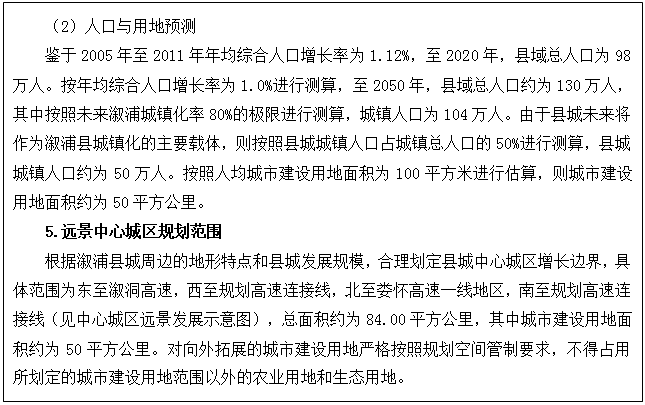 （2）人口与用地预测
鉴于 2005 年至 2011 年年均综合人口增长率为 1.12%，至 2020 年，县域总人口为 98
万人。按年均综合人口增长率为 1.0%进行测算，至 2050 年，县域总人口约为 130 万人，
其中按照未来溆浦城镇化率 80%的极限进行测算，城镇人口为 104 万人。由于县城未来将
作为溆浦县城镇化的主要载体，则按照县城城镇人口占城镇总人口的 50%进行测算，县城
城镇人口约为 50 万人。按照人均城市建设用地面积为 100 平方米进行估算，则城市建设
用地面积约为 50 平方公里。
5.远景中心城区规划范围
根据溆浦县城周边的地形特点和县城发展规模，合理划定县城中心城区增长边界，具
体范围为东至溆洞高速，西至规划高速连接线，北至娄怀高速一线地区，南至规划高速连
接线（见中心城区远景发展示意图），总面积约为 84.00 平方公里，其中城市建设用地面
积约为 50 平方公里。对向外拓展的城市建设用地严格按照规划空间管制要求，不得占用
所划定的城市建设用地范围以外的农业用地和生态用地。